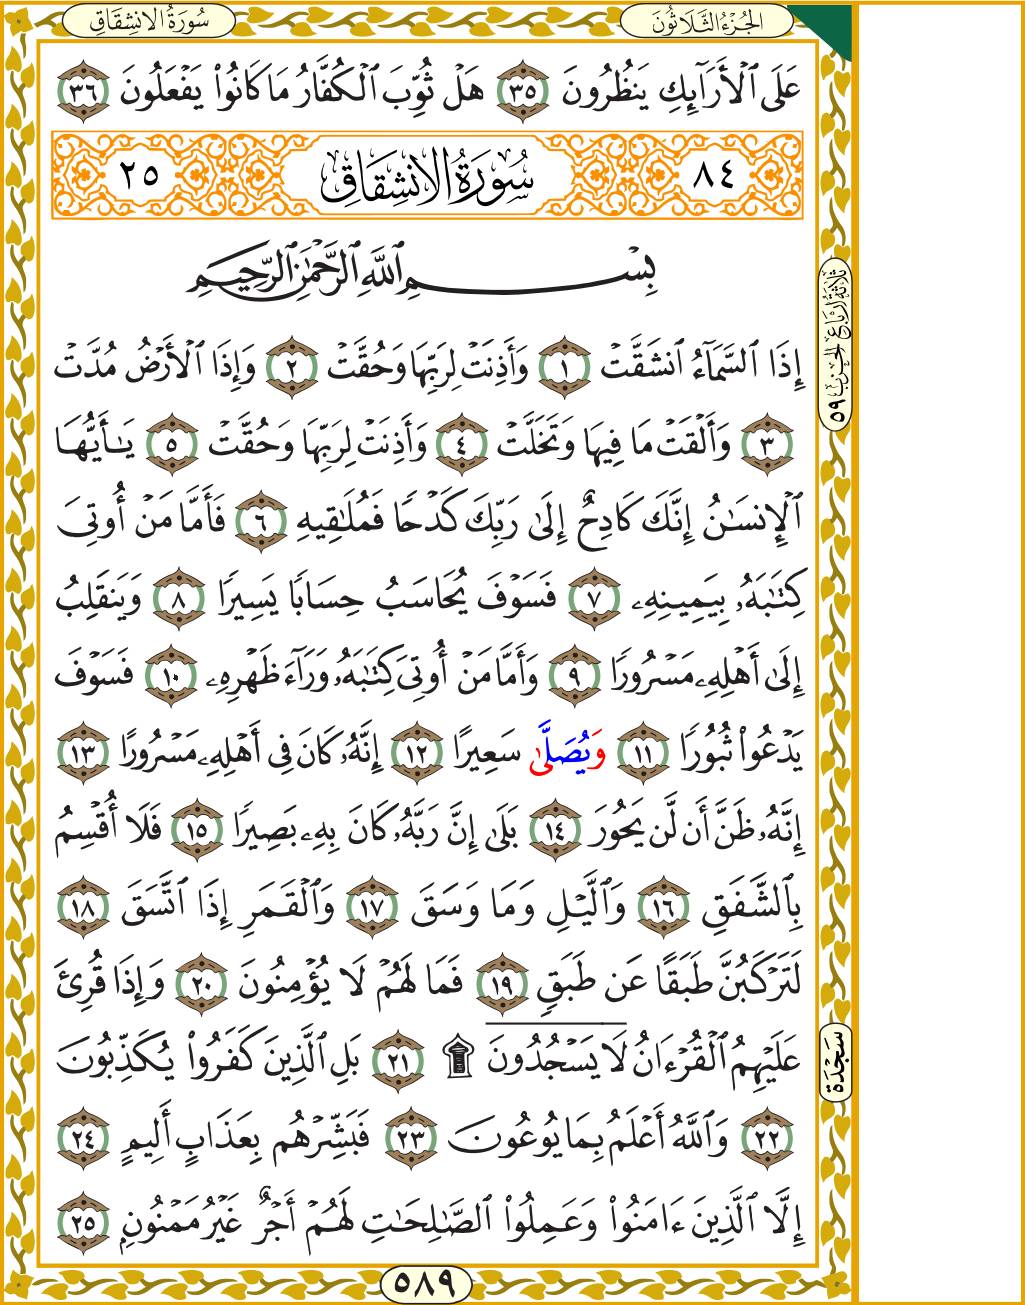 سُورَةُ الانشِقَاقِ
الجُزْءُ الثَّلَاثُونَ
عَلَى ٱلْأَرَآئِكِ يَنظُرُونَ ٣٥ هَلْ ثُوِّبَ ٱلْكُفَّارُ مَا كَانُوا۟ يَفْعَلُونَ ٣٦
٨٤ سُورَةُ الانشِقَاقِ ٢٥
بِسْمِ ٱللَّهِ ٱلرَّحْمَٰنِ ٱلرَّحِيمِ
إِذَا ٱلسَّمَآءُ ٱنشَقَّتْ ١ وَأَذِنَتْ لِرَبِّهَا وَحُقَّتْ ٢ وَإِذَا ٱلْأَرْضُ مُدَّتْ
٣ وَأَلْقَتْ مَا فِيهَا وَتَخَلَّتْ ٤ وَأَذِنَتْ لِرَبِّهَا وَحُقَّتْ ٥ يَٰٓأَيُّهَا
ٱلْإِنسَٰنُ إِنَّكَ كَادِحٌ إِلَىٰ رَبِّكَ كَدْحًا فَمُلَٰقِيهِ ٦ فَأَمَّا مَنْ أُوتِىَ
كِتَٰبَهُۥ بِيَمِينِهِۦ ٧ فَسَوْفَ يُحَاسَبُ حِسَابًا يَسِيرًا ٨ وَيَنقَلِبُ
إِلَىٰٓ أَهْلِهِۦ مَسْرُورًا ٩ وَأَمَّا مَنْ أُوتِىَ كِتَٰبَهُۥ وَرَآءَ ظَهْرِهِۦ ١٠ فَسَوْفَ
يَدْعُوا۟ ثُبُورًا ١١ وَيُصَلَّىٰ سَعِيرًا ١٢ إِنَّهُۥ كَانَ فِىٓ أَهْلِهِۦ مَسْرُورًا ١٣
إِنَّهُۥ ظَنَّ أَن لَّن يَحُورَ ١٤ بَلَىٰٓ إِنَّ رَبَّهُۥ كَانَ بِهِۦ بَصِيرًا ١٥ فَلَآ أُقْسِمُ
بِٱلشَّفَقِ ١٦ وَٱلَّيْلِ وَمَا وَسَقَ ١٧ وَٱلْقَمَرِ إِذَا ٱتَّسَقَ ١٨
لَتَرْكَبُنَّ طَبَقًا عَن طَبَقٍ ١٩ فَمَا لَهُمْ لَا يُؤْمِنُونَ ٢٠ وَإِذَا قُرِئَ
عَلَيْهِمُ ٱلْقُرْءَانُ لَا يَسْجُدُونَ ۩ ٢١ بَلِ ٱلَّذِينَ كَفَرُوا۟ يُكَذِّبُونَ
٢٢ وَٱللَّهُ أَعْلَمُ بِمَا يُوعُونَ ٢٣ فَبَشِّرْهُم بِعَذَابٍ أَلِيمٍ ٢٤
إِلَّا ٱلَّذِينَ ءَامَنُوا۟ وَعَمِلُوا۟ ٱلصَّٰلِحَٰتِ لَهُمْ أَجْرٌ غَيْرُ مَمْنُونٍۭ ٢٥
ثلاثة أرباع الحزب ٥٩
سَجْدَة
٥٨٩